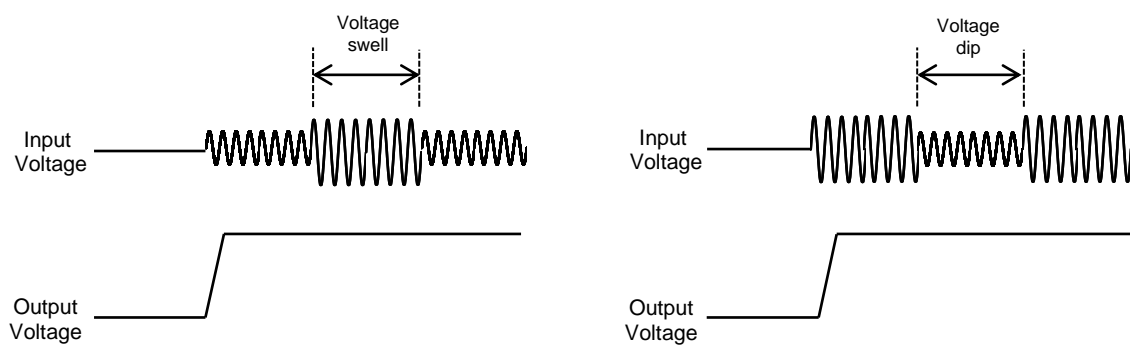 Voltage
swell
Input
Voltage
Output
Voltage
Voltage
dip
Input
Voltage
Output
Voltage